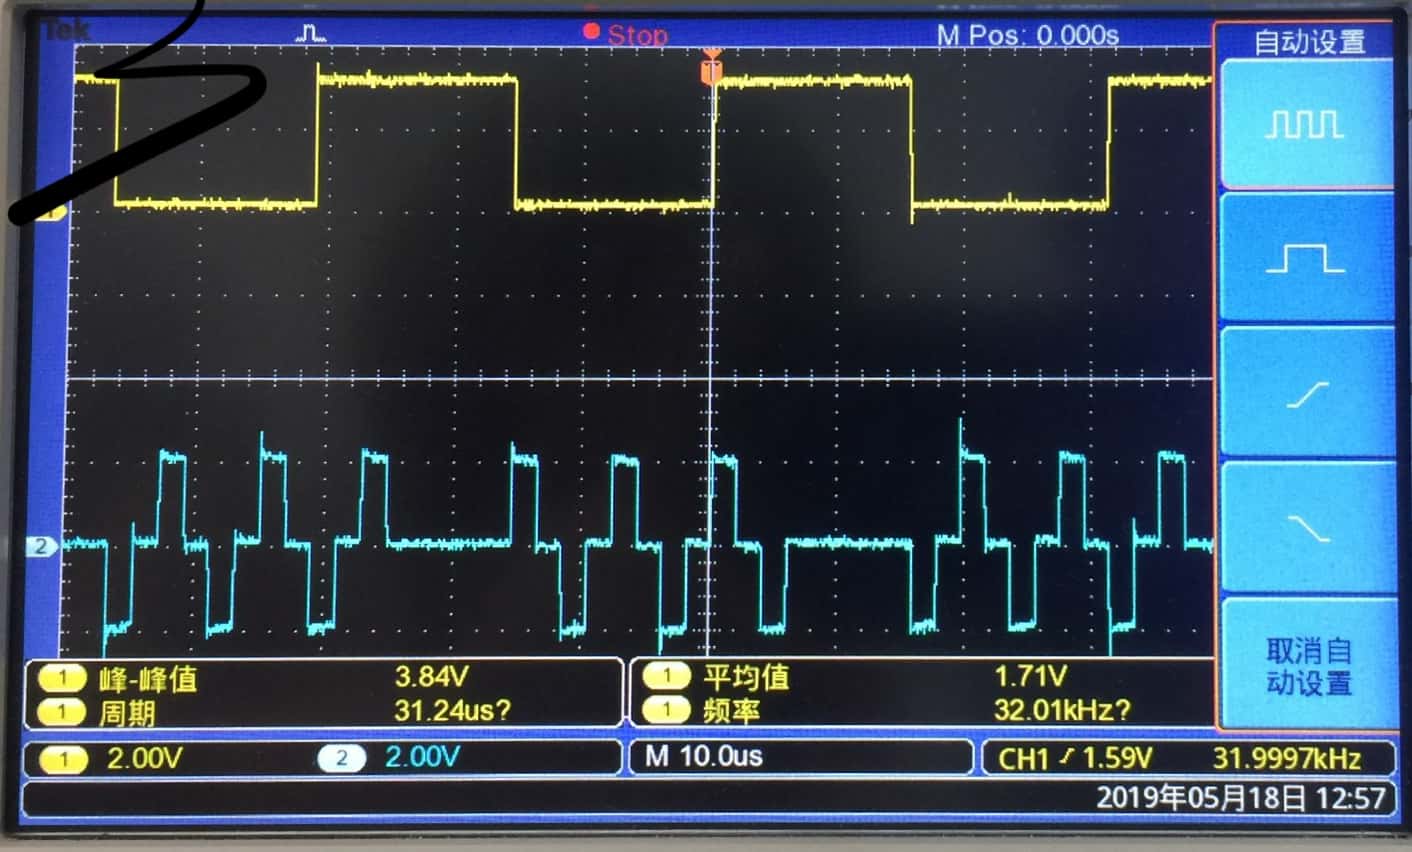 Tek Stop M Pos: 0.000s
自动设置
1
2
取消自
动设置
1 峰-峰值 3.84V 1 平均值 1.71V
1 周期 31.24us? 1 频率 32.01kHz?
1 2.00V 2 2.00V M 10.0us CH1 1.59V 31.9997kHz
2019年05月18日 12:57